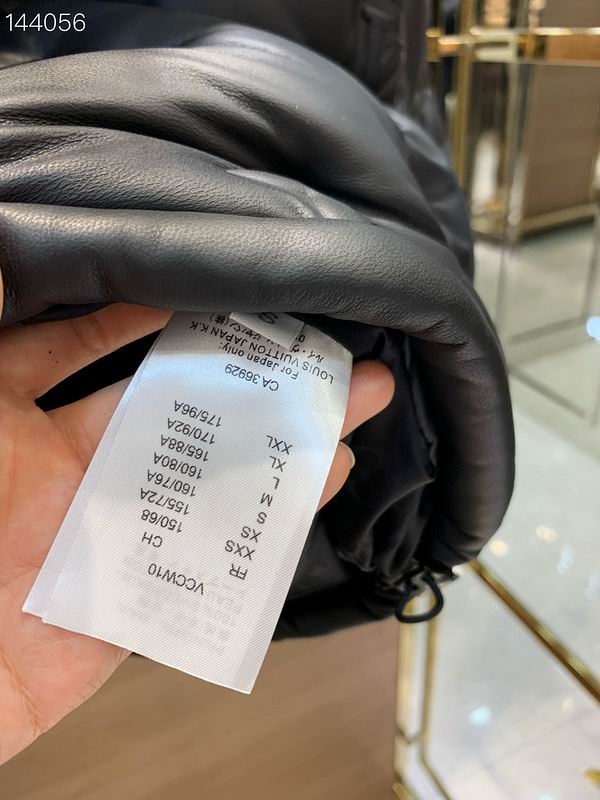 144056
VCCW10
FR CH
XXS 150/68
XS 155/72A
S 160/76A
M 160/80A
L 165/88A
XL 170/92A
XXL 175/96A
CA 36929
For Japan only:
LOUIS VUITTON JAPAN K.K.
S